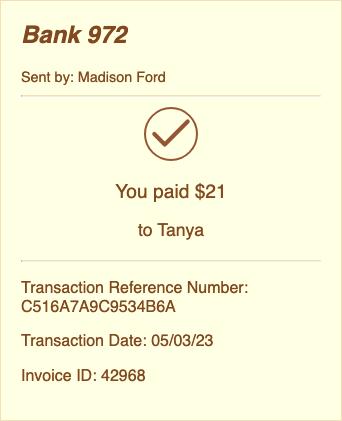 Bank 972
Sent by: Madison Ford
You paid $21
to Tanya
Transaction Reference Number:
C516A7A9C9534B6A
Transaction Date: 05/03/23
Invoice ID: 42968